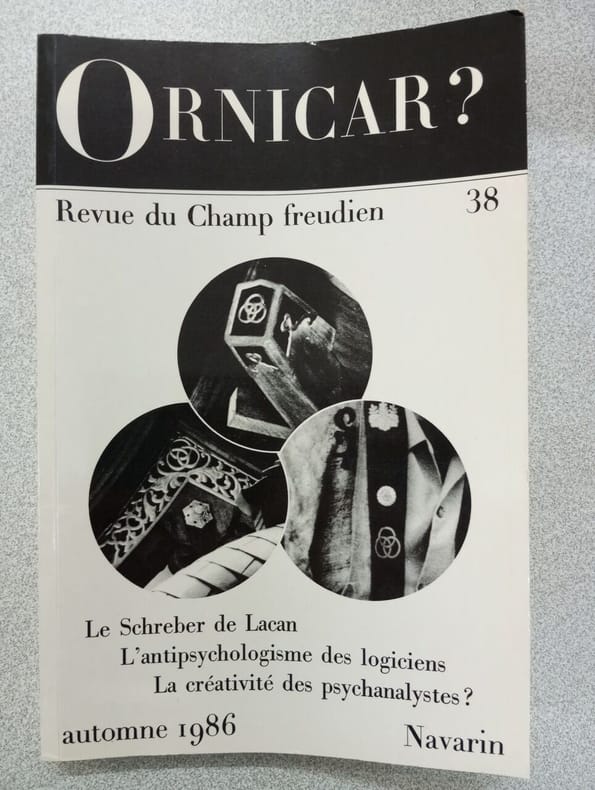 ORNICAR?
Revue du Champ freudien 38
Le Schreber de Lacan
L'antipsychologisme des logiciens
La créativité des psychanalystes?
automne 1986 Navarin